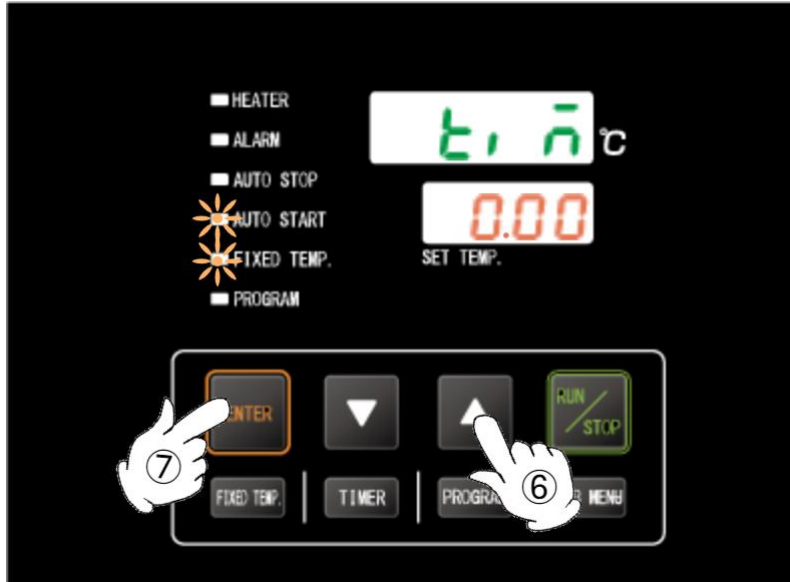 HEATER
ALARM
AUTO STOP
AUTO START
FIXED TEMP.
PROGRAM
tim
°C
0.00
SET TEMP.
ENTER
▼
▲
RUN/STOP
FIXED TEMP.
TIMER
MENU
⑦
⑥